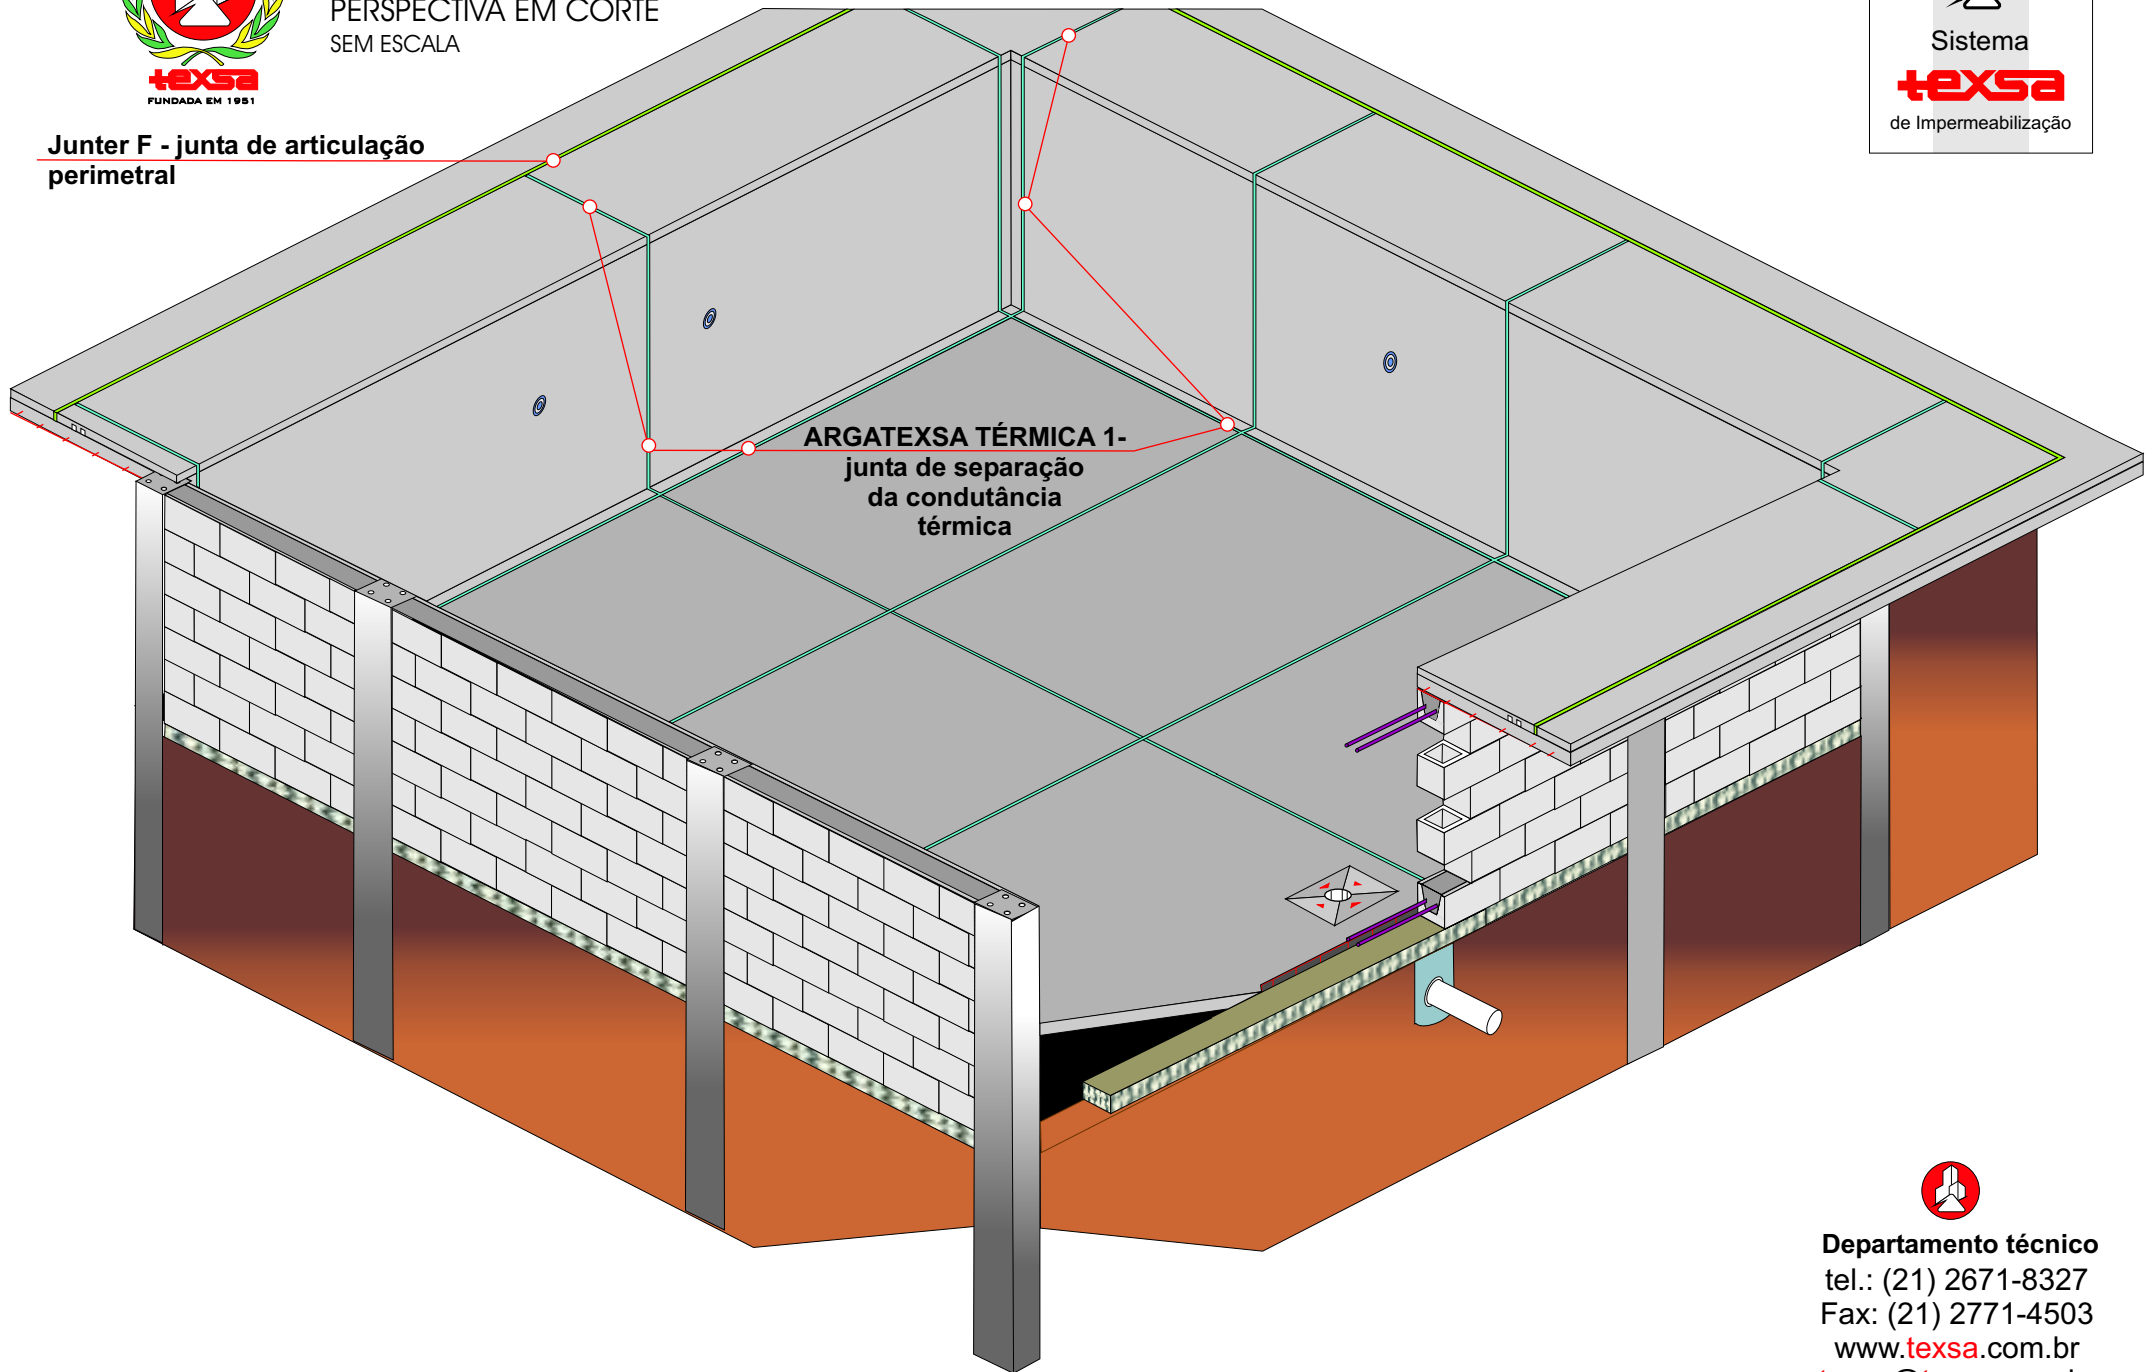 PERSPECTIVA EM CORTE
SEM ESCALA
texsa
FUNDADA EM 1951
Sistema
texsa
de Impermeabilização
Junter F - junta de articulação
perimetral
ARGATEXSA TÉRMICA 1-
junta de separação
da condutância
térmica
Departamento técnico
tel.: (21) 2671-8327
Fax: (21) 2771-4503
www.texsa.com.br